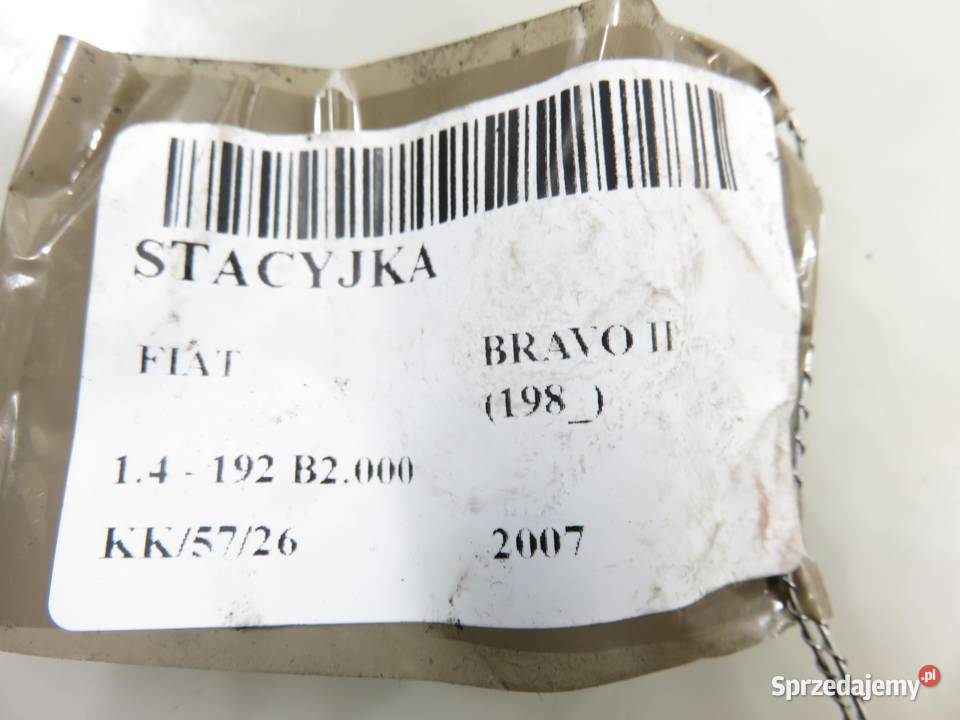 STACYJKA
FIAT
BRAVO II
(198_)
1.4 - 192 B2.000
KK/57/26
2007
Sprzedajemy.pl